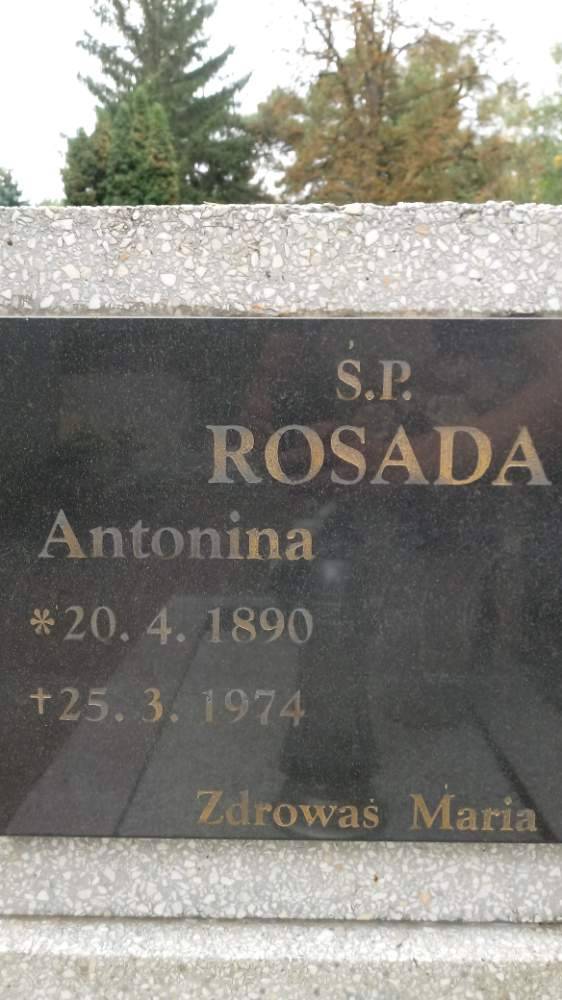 Ś.P.
ROSADA
Antonina
*20. 4. 1890
†25. 3. 1974
Zdrowaś Maria